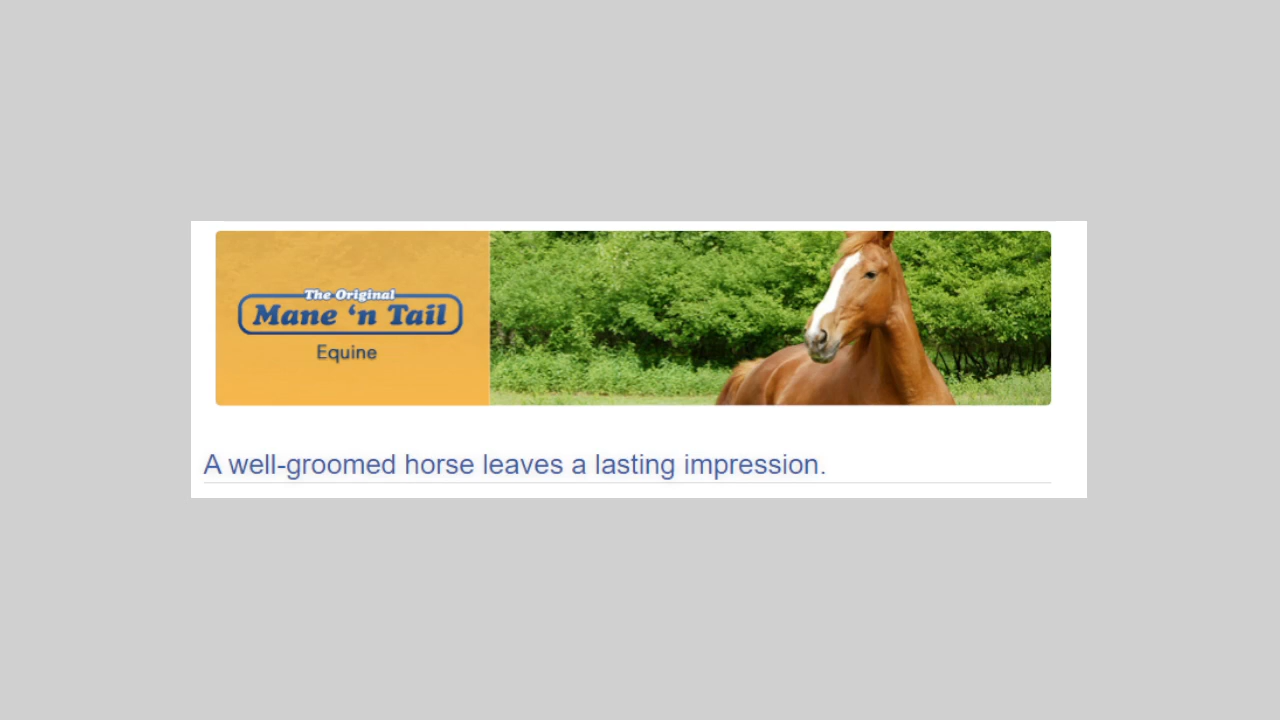 The Original
Mane ‘n Tail
Equine
A well-groomed horse leaves a lasting impression.